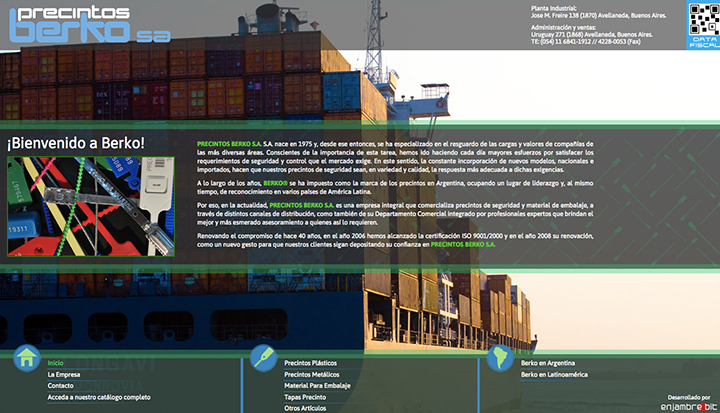 precintos
berko sa
Planta Industrial:
Jose M. Freire 138 (1870) Avellaneda, Buenos Aires.
Administración y ventas:
Uruguay 271 (1868) Avellaneda, Buenos Aires.
TE: (054) 11 6841-1912 // 4228-0053 (Fax)
DATA
FISCAL
¡Bienvenido a Berko!
PRECINTOS BERKO S.A. S.A. nace en 1975 y, desde ese entonces, se ha especializado en el resguardo de las cargas y valores de compañías de
las más diversas áreas. Conscientes de la importancia de esta tarea, hemos ido haciendo cada día mayores esfuerzos por satisfacer los
requerimientos de seguridad y control que el mercado exige. En este sentido, la constante incorporación de nuevos modelos, nacionales e
importados, hacen que nuestros precintos de seguridad sean, en variedad y calidad, la respuesta más adecuada a dichas exigencias.
A lo largo de los años, BERKO® se ha impuesto como la marca de los precintos en Argentina, ocupando un lugar de liderazgo y, al mismo
tiempo, de reconocimiento en varios países de América Latina.
Por eso, en la actualidad, PRECINTOS BERKO S.A. es una empresa integral que comercializa precintos de seguridad y material de embalaje, a
través de distintos canales de distribución, como también de su Departamento Comercial integrado por profesionales expertos que brindan el
mejor y más esmerado asesoramiento a quienes así lo requieren.
Renovando el compromiso de hace 40 años, en el año 2006 hemos alcanzado la certificación ISO 9001/2000 y en el año 2008 su renovación,
como un nuevo gesto para que nuestros clientes sigan depositando su confianza en PRECINTOS BERKO S.A.
19311
Inicio
La Empresa
Contacto
Acceda a nuestro catálogo completo
Precintos Plásticos
Precintos Metálicos
Material Para Embalaje
Tapas Precinto
Otros Artículos
Berko en Argentina
Berko en Latinoamérica
Desarrollado por
enjambrebit